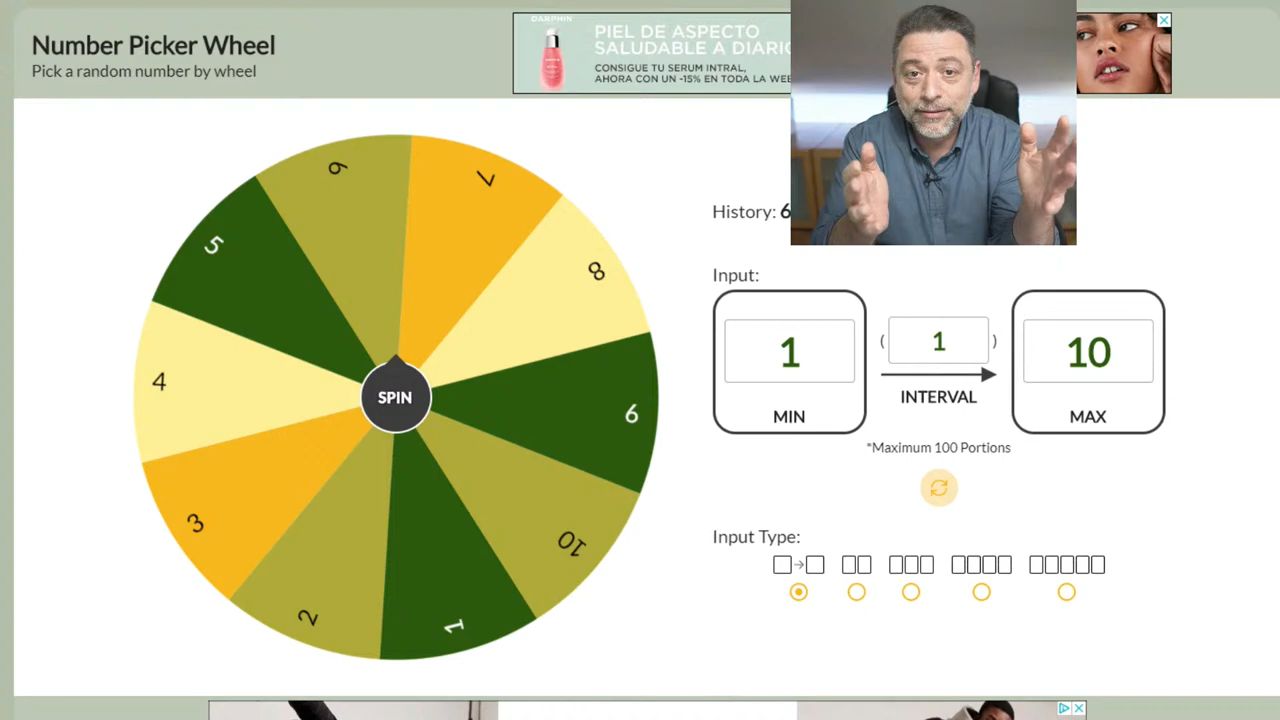 Number Picker Wheel
Pick a random number by wheel
DARPHIN
PIEL DE ASPECTO
SALUDABLE A DIARIO
CONSIGUE TU SERUM INTRAL,
AHORA CON UN -15% EN TODA LA
6
7
8
9
10
1
2
3
4
5
SPIN
History: 6
Input:
1
MIN
( 1 )
INTERVAL
10
MAX
*Maximum 100 Portions
Input Type: